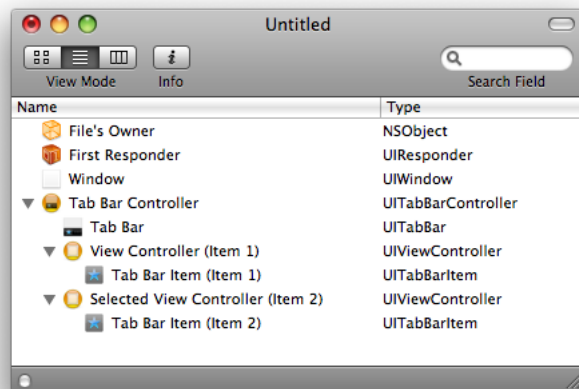 Untitled
View Mode Info Search Field
Name Type
File's Owner NSObject
First Responder UIResponder
Window UIWindow
Tab Bar Controller UITabBarController
Tab Bar UITabBar
View Controller (Item 1) UIViewController
Tab Bar Item (Item 1) UITabBarItem
Selected View Controller (Item 2) UIViewController
Tab Bar Item (Item 2) UITabBarItem